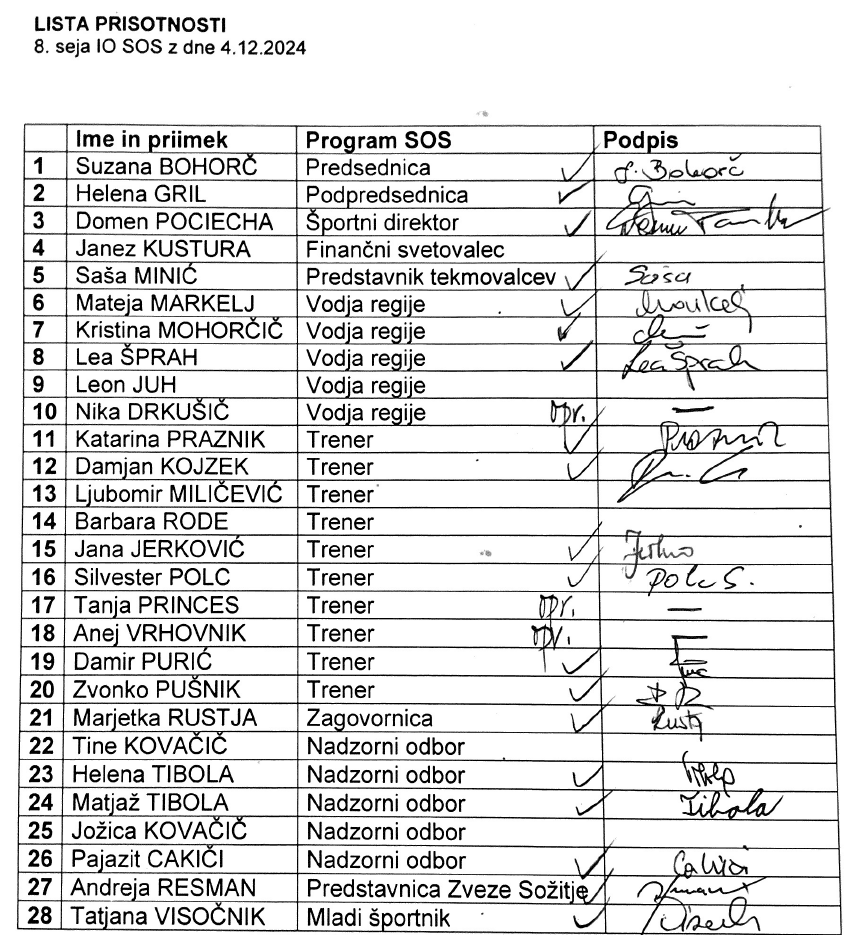 LISTA PRISOTNOSTI
8. seja IO SOS z dne 4.12.2024
Ime in priimek Program SOS Podpis
1 Suzana BOHORČ Predsednica ✓ S. Bohorč
2 Helena GRIL Podpredsednica ✓
3 Domen POCIECHA Športni direktor ✓
4 Janez KUSTURA Finančni svetovalec
5 Saša MINIĆ Predstavnik tekmovalcev ✓ Saša
6 Mateja MARKELJ Vodja regije ✓ Markelj
7 Kristina MOHORČIČ Vodja regije ✓
8 Lea ŠPRAH Vodja regije ✓ Lea Šprah
9 Leon JUH Vodja regije
10 Nika DRKUŠIČ Vodja regije opr. —
11 Katarina PRAZNIK Trener ✓ Praznik
12 Damjan KOJZEK Trener ✓
13 Ljubomir MILIČEVIĆ Trener
14 Barbara RODE Trener
15 Jana JERKOVIĆ Trener ✓
16 Silvester POLC Trener ✓ Polc S.
17 Tanja PRINCES Trener opr. —
18 Anej VRHOVNIK Trener opr. —
19 Damir PURIĆ Trener ✓
20 Zvonko PUŠNIK Trener ✓
21 Marjetka RUSTJA Zagovornica ✓
22 Tine KOVAČIČ Nadzorni odbor
23 Helena TIBOLA Nadzorni odbor ✓
24 Matjaž TIBOLA Nadzorni odbor ✓ Tibola
25 Jožica KOVAČIČ Nadzorni odbor
26 Pajazit CAKIČI Nadzorni odbor ✓ Cakiči
27 Andreja RESMAN Predstavnica Zveze Sožitje ✓
28 Tatjana VISOČNIK Mladi športnik ✓